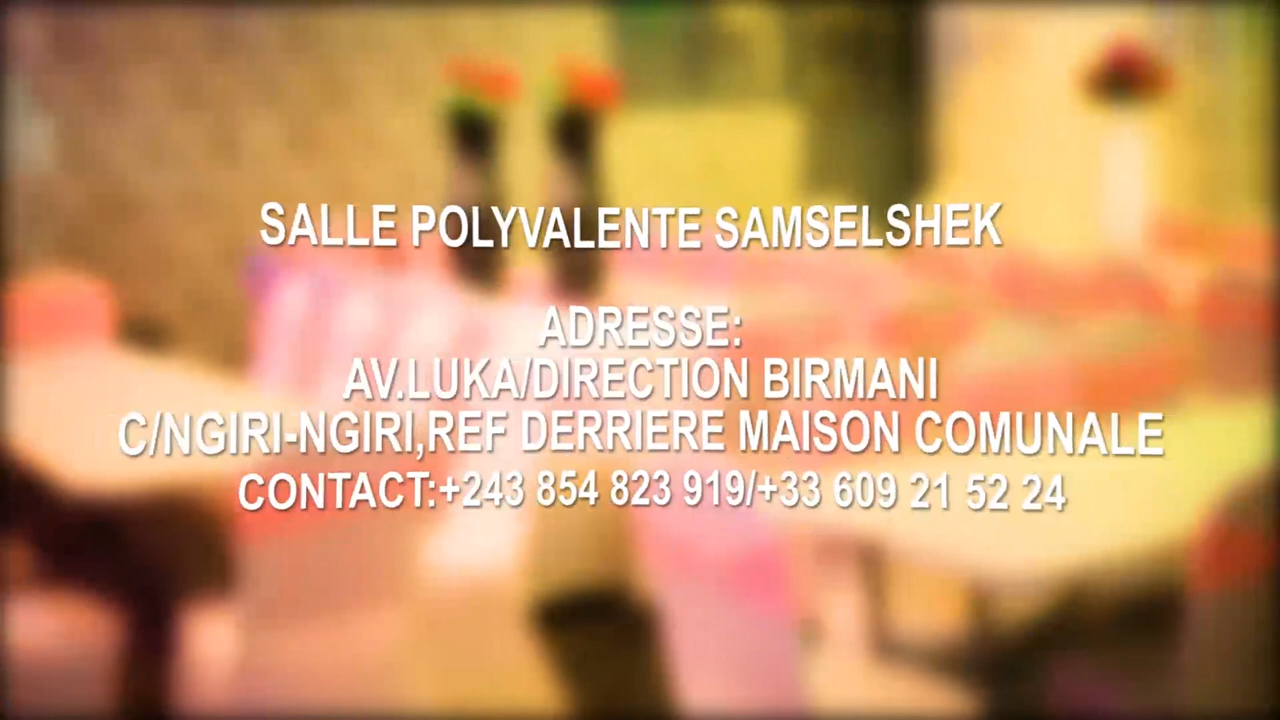 SALLE POLYVALENTE SAMSELSHEK
ADRESSE:
AV.LUKA/DIRECTION BIRMANI
C/NGIRI-NGIRI,REF DERRIERE MAISON COMUNALE
CONTACT:+243 854 823 919/+33 609 21 52 24